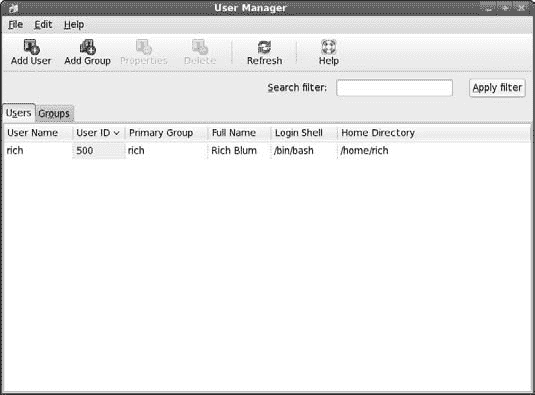 User Manager
File Edit Help
Add User Add Group Properties Delete Refresh Help
Search filter: Apply filter
Users Groups
User Name User ID Primary Group Full Name Login Shell Home Directory
rich 500 rich Rich Blum /bin/bash /home/rich